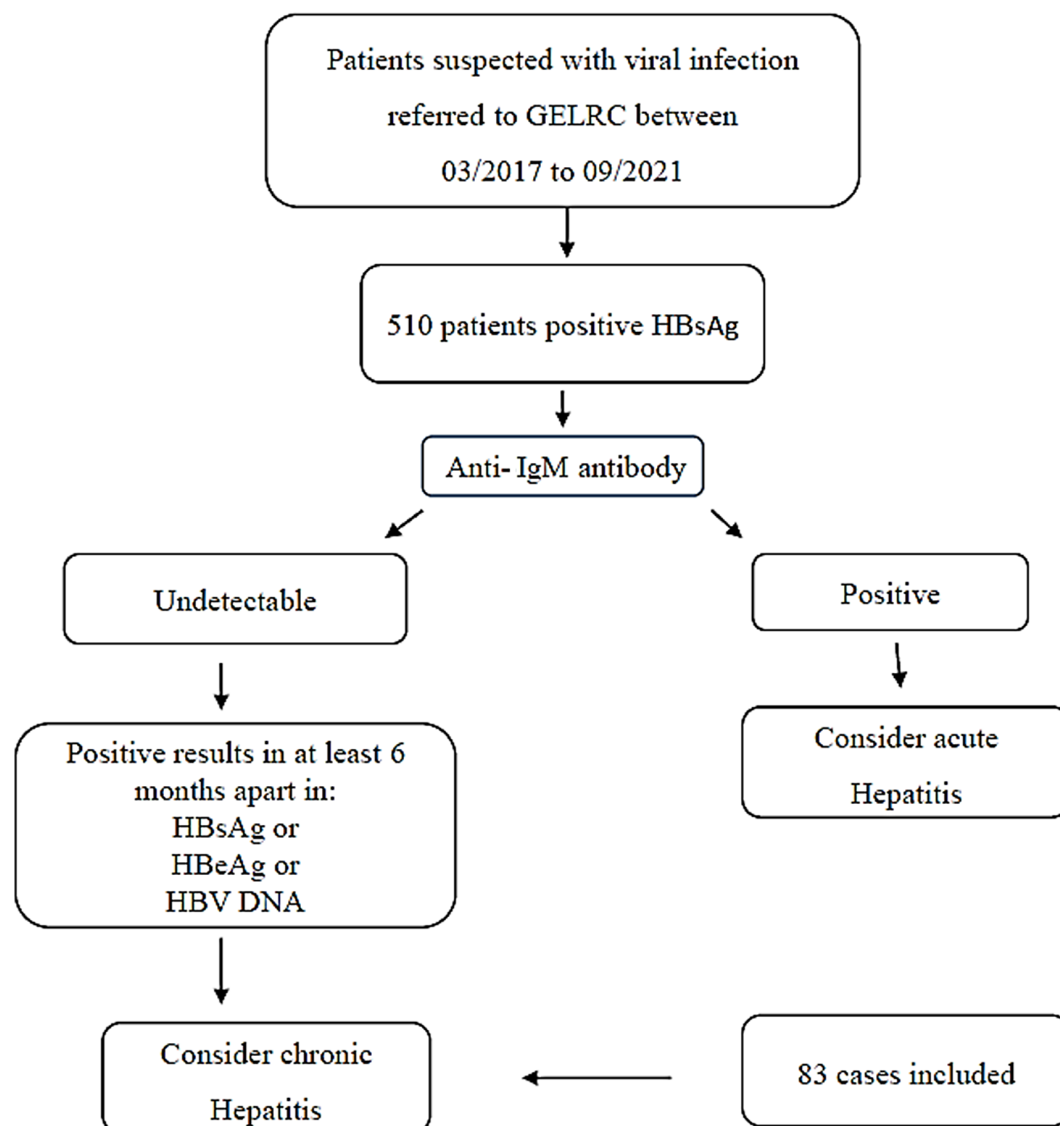 Patients suspected with viral infection
referred to GELRC between
03/2017 to 09/2021
510 patients positive HBsAg
Anti- IgM antibody
Undetectable
Positive
Positive results in at least 6
months apart in:
HBsAg or
HBeAg or
HBV DNA
Consider acute
Hepatitis
Consider chronic
Hepatitis
83 cases included